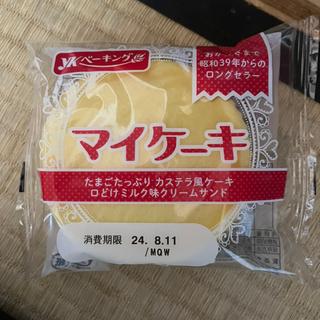 YKベーキング
おかげさまで
昭和39年からの
ロングセラー
マイケーキ
たまごたっぷり カステラ風ケーキ
口どけミルク味クリームサンド
消費期限 24. 8.11
/MQW